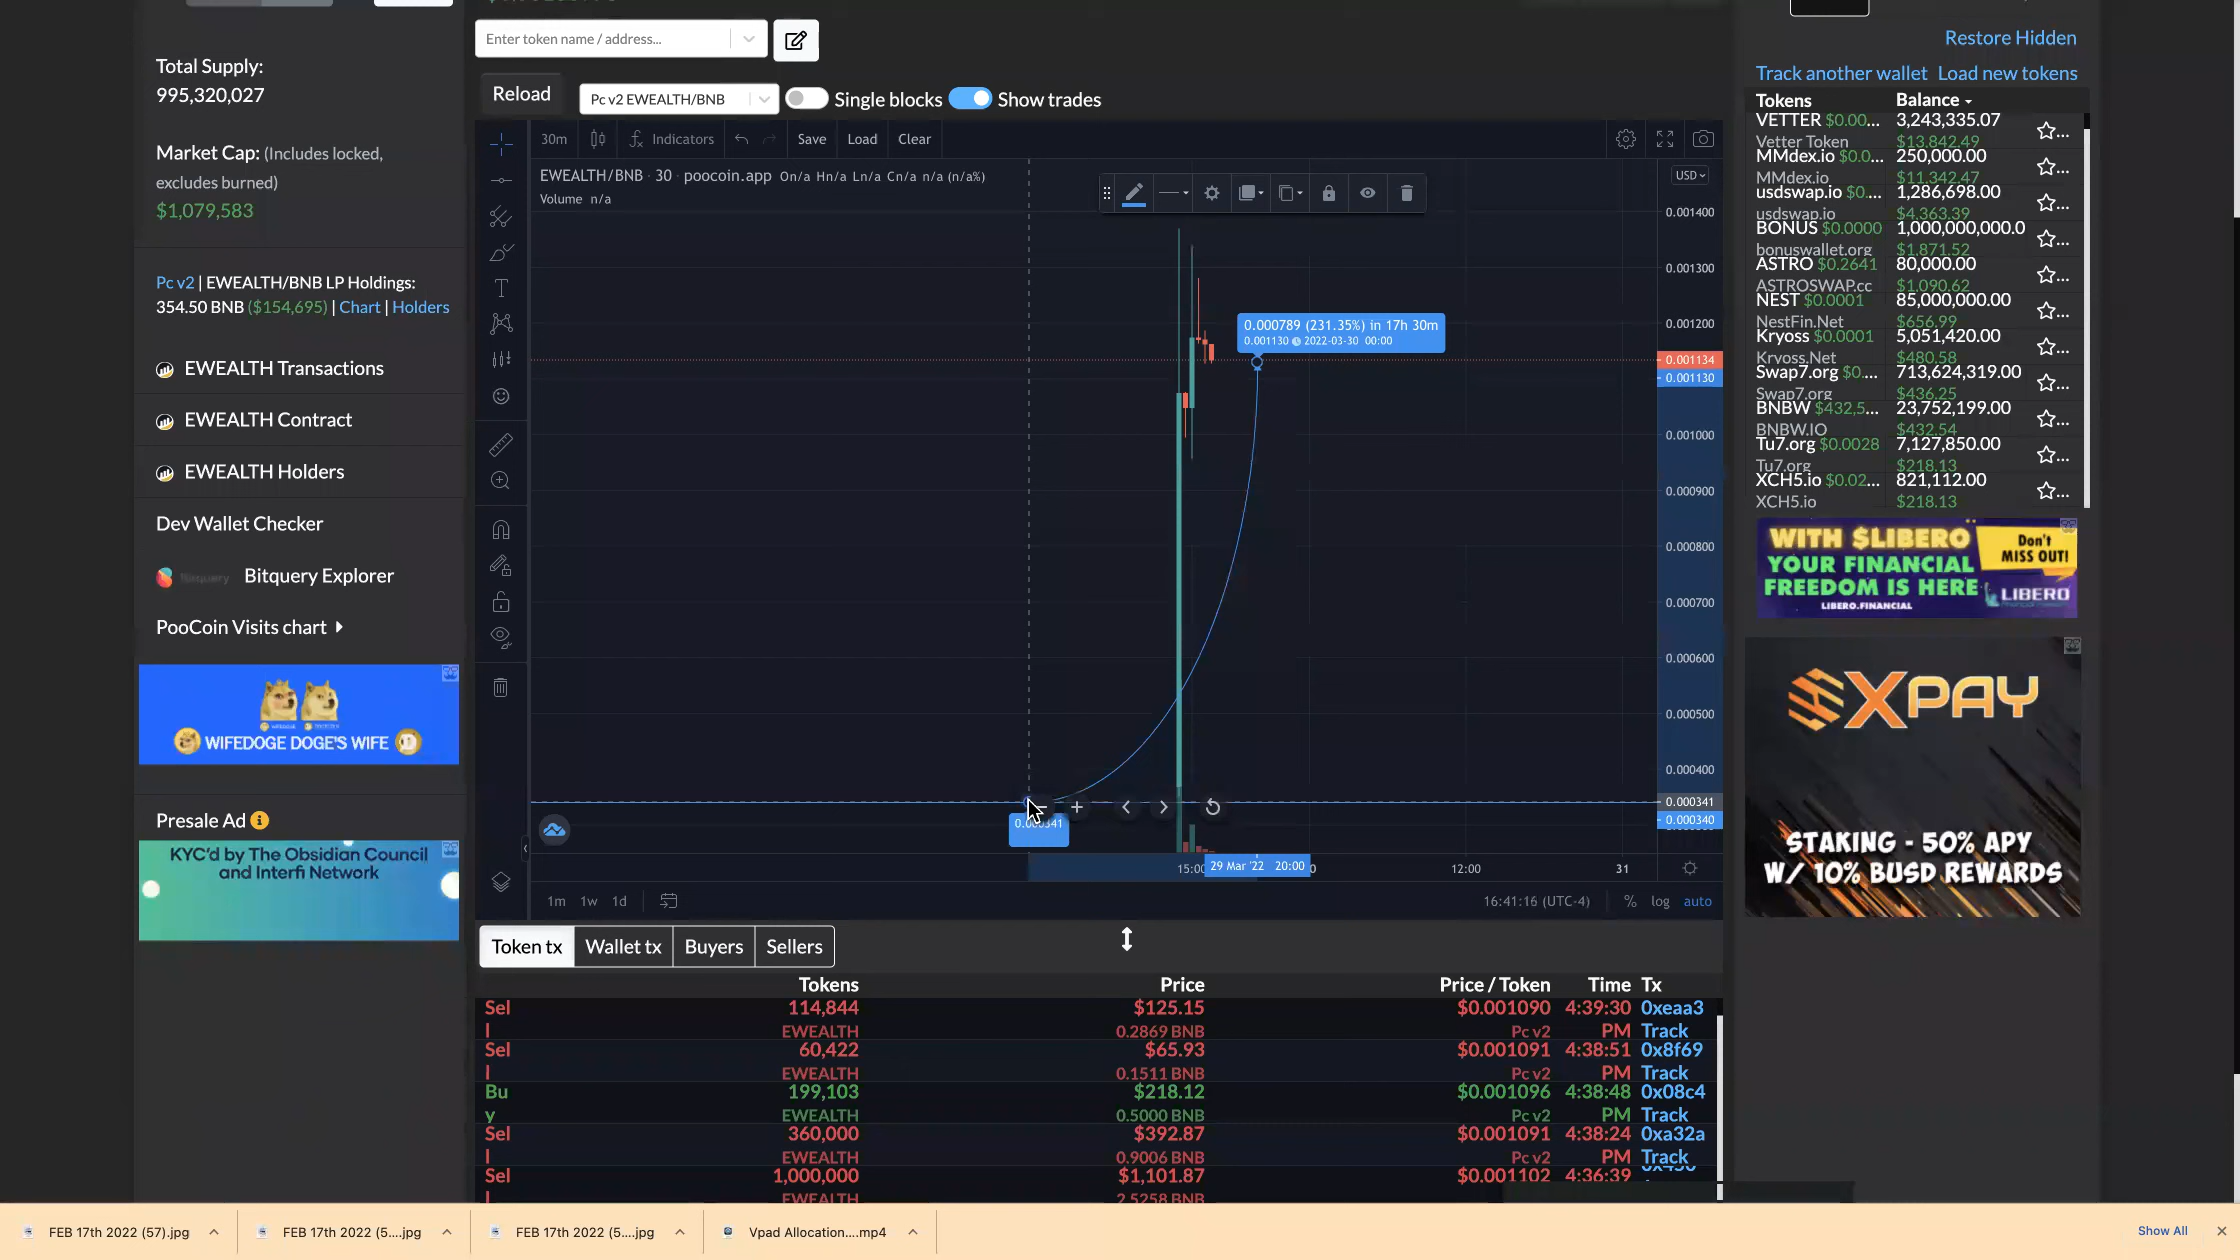 Total Supply:
995,320,027
Market Cap: (Includes locked,
excludes burned)
$1,079,583
Pc v2 | EWEALTH/BNB LP Holdings:
354.50 BNB ($154,695) | Chart | Holders
EWEALTH Transactions
EWEALTH Contract
EWEALTH Holders
Dev Wallet Checker
Bitquery Bitquery Explorer
PooCoin Visits chart
WIFEDOGE DOGE'S WIFE
Presale Ad
KYC'd by The Obsidian Council
and Interfi Network
Enter token name / address...
Reload
Pc v2 EWEALTH/BNB
Single blocks
Show trades
30m
Indicators
Save
Load
Clear
EWEALTH/BNB · 30 · poocoin.app On/a Hn/a Ln/a Cn/a n/a (n/a%)
Volume n/a
USD
0.001400
0.001300
0.001200
0.001134
0.001130
0.001000
0.000900
0.000800
0.000700
0.000600
0.000500
0.000400
0.000341
0.000340
0.000789 (231.35%) in 17h 30m
0.001130 2022-03-30 00:00
29 Mar '22 20:00
12:00
31
1m 1w 1d
16:41:16 (UTC-4)
% log auto
Token tx
Wallet tx
Buyers
Sellers
Tokens Price Price / Token Time Tx
Sel 114,844 $125.15 $0.001090 4:39:30 0xeaa3
l EWEALTH 0.2869 BNB Pc v2 PM Track
Sel 60,422 $65.93 $0.001091 4:38:51 0x8f69
l EWEALTH 0.1511 BNB Pc v2 PM Track
Bu 199,103 $218.12 $0.001096 4:38:48 0x08c4
y EWEALTH 0.5000 BNB Pc v2 PM Track
Sel 360,000 $392.87 $0.001091 4:38:24 0xa32a
l EWEALTH 0.9006 BNB Pc v2 PM Track
Sel 1,000,000 $1,101.87 $0.001102 4:36:39
l EWEALTH 2.5258 BNB
Restore Hidden
Track another wallet Load new tokens
Tokens Balance
VETTER $0.00... 3,243,335.07
Vetter Token $13,842.49
MMdex.io $0.0... 250,000.00
MMdex.io $11,342.47
usdswap.io $0.... 1,286,698.00
usdswap.io $4,363.39
BONUS $0.0000 1,000,000,000.0
bonuswallet.org $1,871.52
ASTRO $0.2641 80,000.00
ASTROSWAP.cc $1,090.62
NEST $0.0001 85,000,000.00
NestFin.Net $656.99
Kryoss $0.0001 5,051,420.00
Kryoss.Net $480.58
Swap7.org $0.... 713,624,319.00
Swap7.org $436.25
BNBW $432,5... 23,752,199.00
BNBW.IO $432.54
Tu7.org $0.0028 7,127,850.00
Tu7.org $218.13
XCH5.io $0.02... 821,112.00
XCH5.io $218.13
WITH $LIBERO
YOUR FINANCIAL
FREEDOM IS HERE
LIBERO.FINANCIAL
Don't
MISS OUT!
LIBERO
XPAY
STAKING - 50% APY
W/ 10% BUSD REWARDS
FEB 17th 2022 (57).jpg
FEB 17th 2022 (5....jpg
FEB 17th 2022 (5....jpg
Vpad Allocation....mp4
Show All